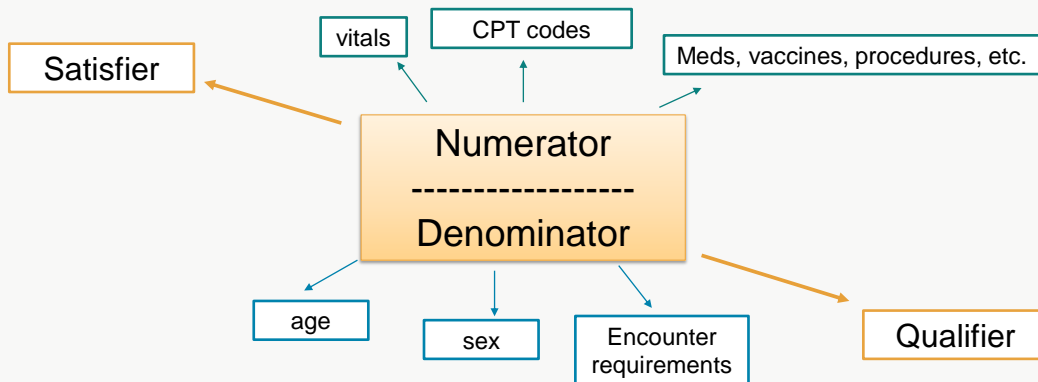 vitals
CPT codes
Meds, vaccines, procedures, etc.
Satisfier
Numerator
------------------
Denominator
age
sex
Encounter
requirements
Qualifier